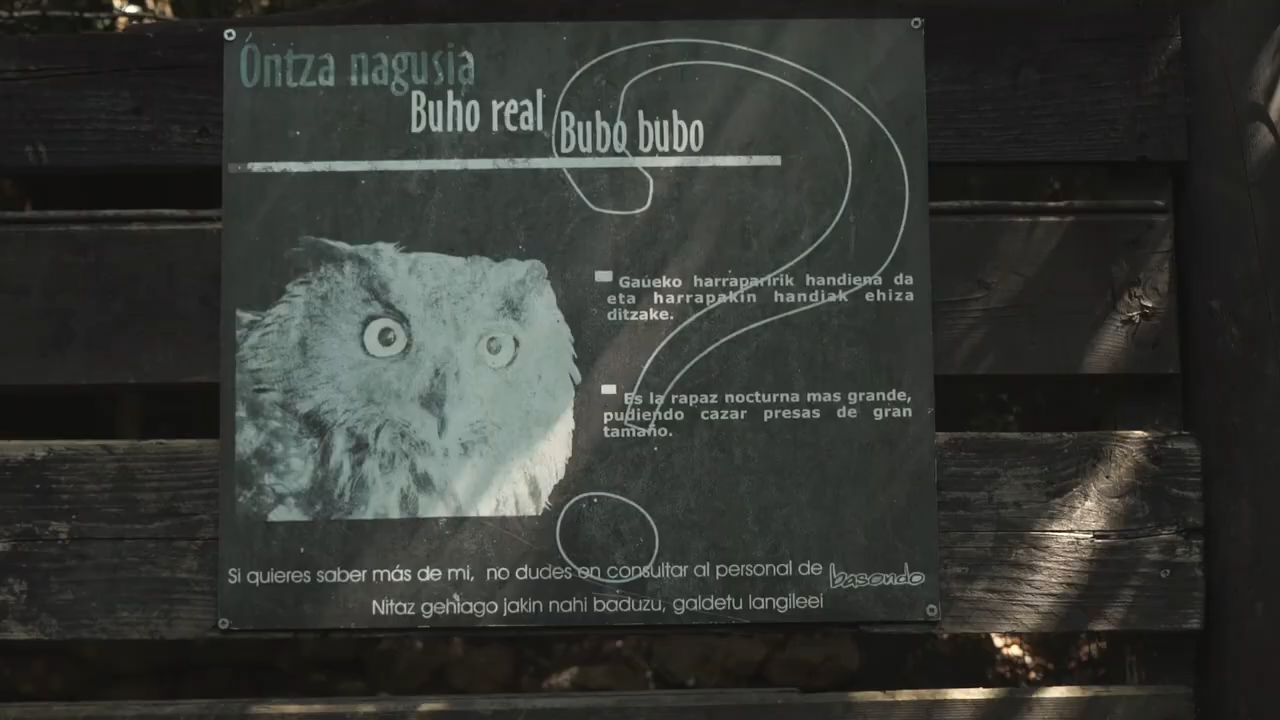 Óntza nagusia
Buho real
Bubo bubo
Gaúeko harraparirik handiena da
eta harrapakin handiak ehiza
ditzake.
Es la rapaz nocturna mas grande,
pudiendo cazar presas de gran
tamaño.
Si quieres saber más de mi, no dudes en consultar al personal de basondo
Nitaz gehiago jakin nahi baduzu, galdetu langileei